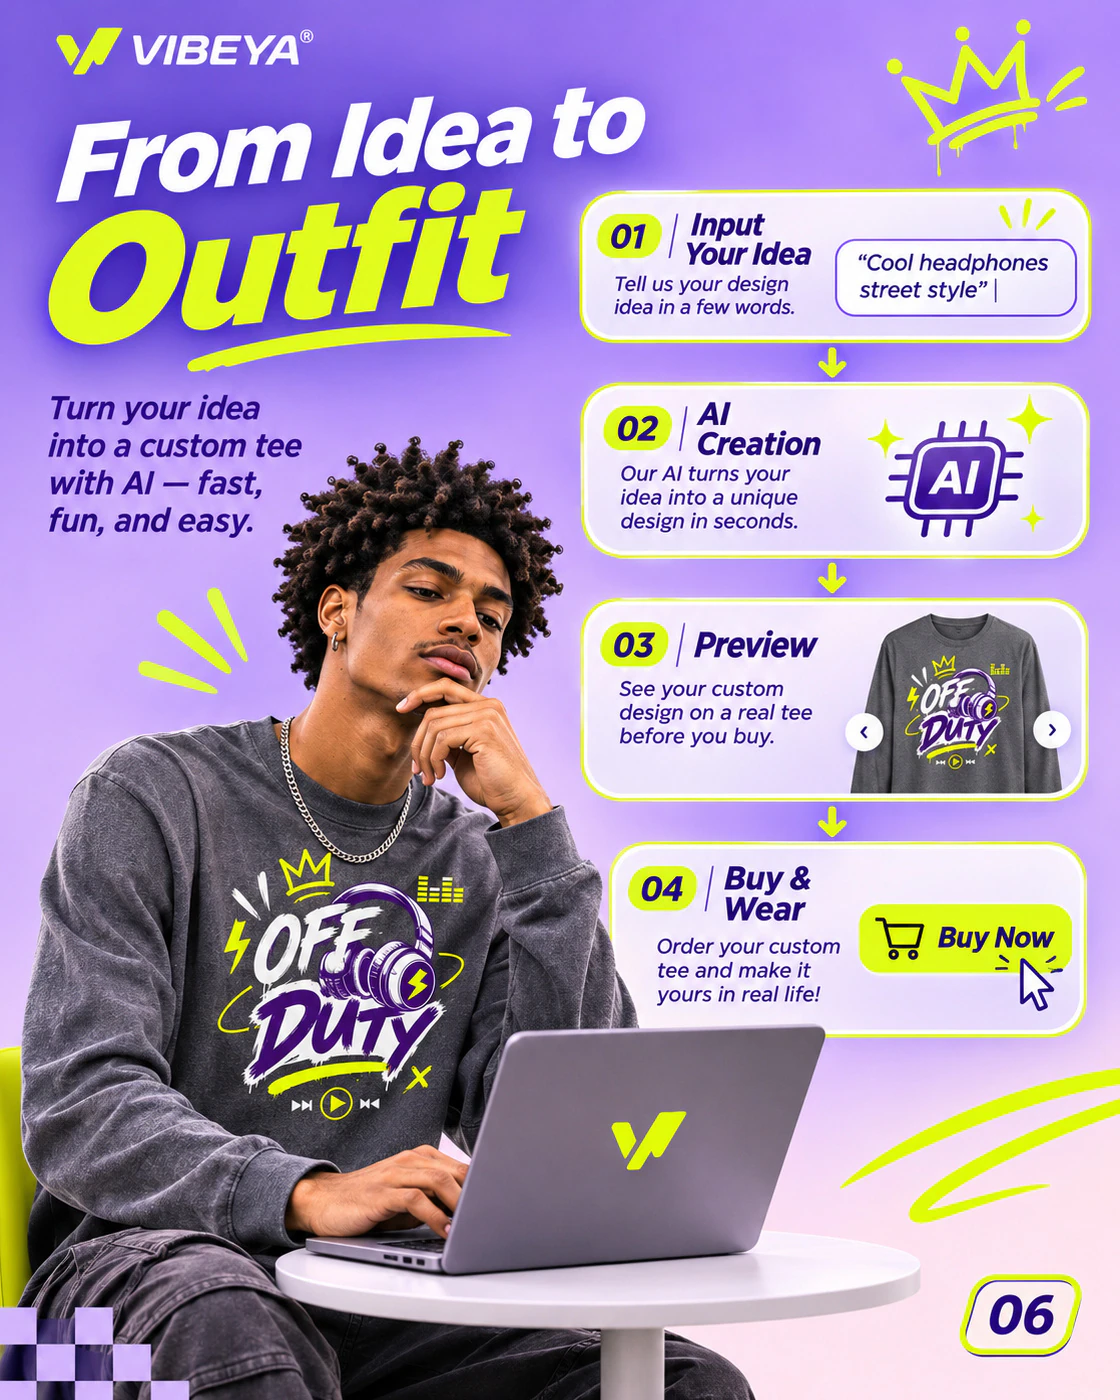 VIBEYA®
From Idea to
Outfit
Turn your idea
into a custom tee
with AI — fast,
fun, and easy.
01
Input
Your Idea
Tell us your design
idea in a few words.
“Cool headphones
street style”
02
AI
Creation
Our AI turns your
idea into a unique
design in seconds.
AI
03
Preview
See your custom
design on a real tee
before you buy.
OFF
DUTY
04
Buy &
Wear
Order your custom
tee and make it
yours in real life!
Buy Now
OFF
DUTY
06